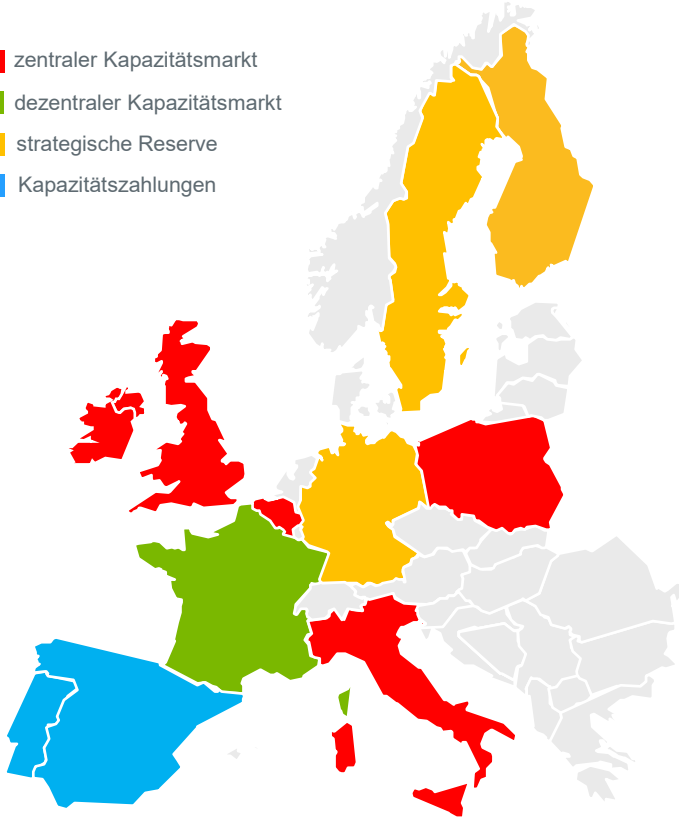 zentraler Kapazitätsmarkt
dezentraler Kapazitätsmarkt
strategische Reserve
Kapazitätszahlungen